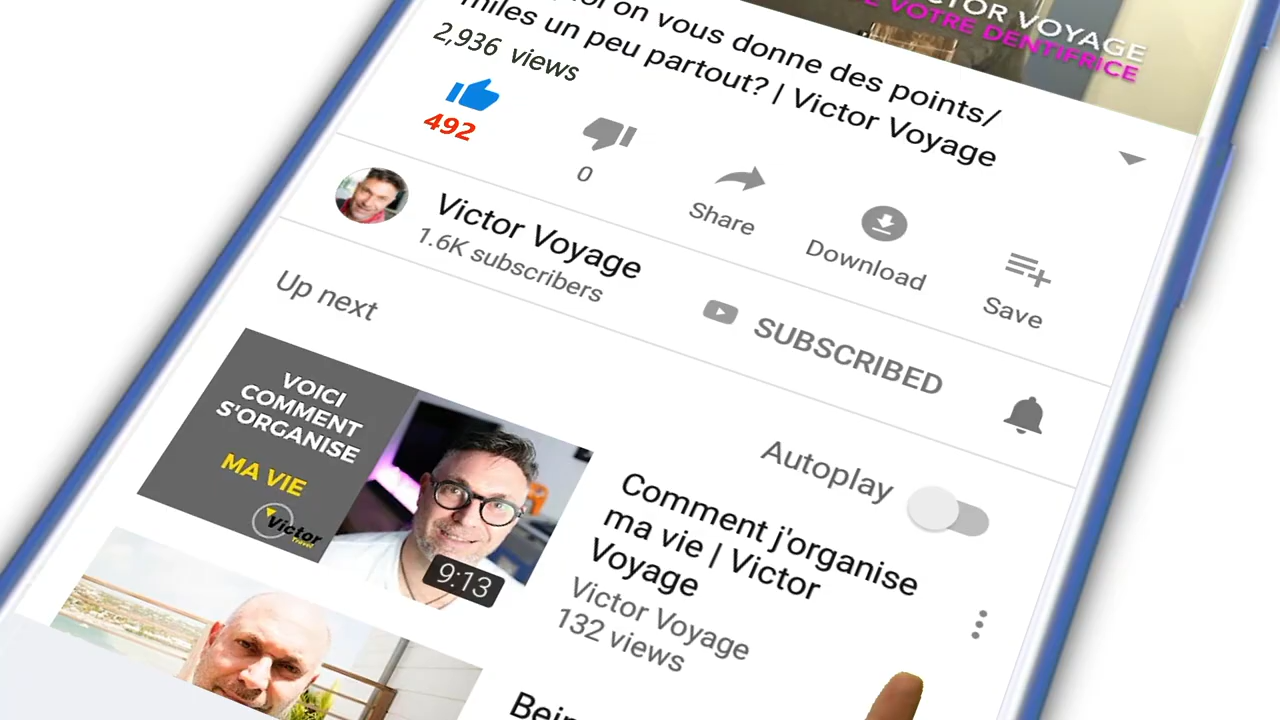 CTOR VOYAGE
VOTRE DENTIFRICE
on vous donne des points/
miles un peu partout? | Victor Voyage
2,936 views
492
0
Share
Download
Save
Victor Voyage
1.6K subscribers
SUBSCRIBED
Up next
Autoplay
VOICI
COMMENT
S'ORGANISE
MA VIE
Victor
Travel
9:13
Comment j'organise
ma vie | Victor
Voyage
Victor Voyage
132 views